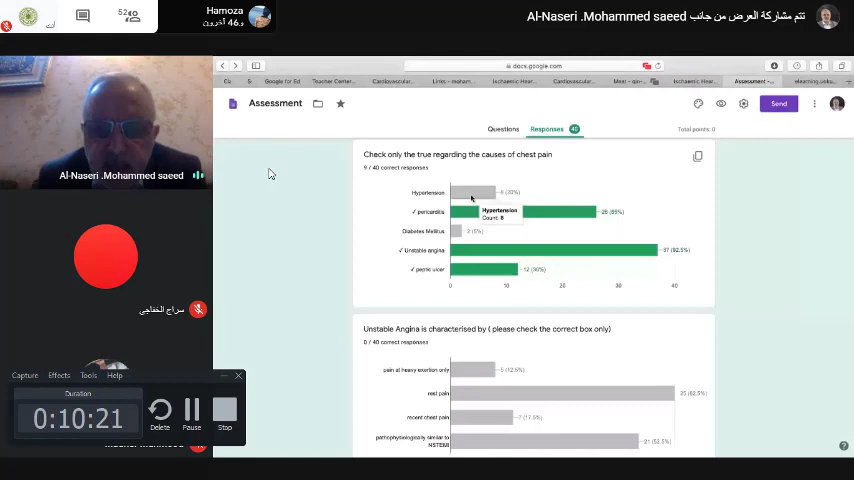 أنت
52
Hamoza
و46 آخرون
تتم مشاركة العرض من جانب Al-Naseri .Mohammed saeed
docs.google.com
Google for Ed
Teacher Center...
Cardiovascular...
Links - moham...
Ischaemic Hear...
Cardiovascular...
Ischaemic Hear...
Assessment -...
Assessment
Send
Questions
Responses 40
Total points: 0
Check only the true regarding the causes of chest pain
9 / 40 correct responses
Hypertension
8 (20%)
✓ pericarditis
26 (65%)
Hypertension
Count: 8
Diabetes Mellitus
2 (5%)
✓ Unstable angina
37 (92.5%)
✓ peptic ulcer
12 (30%)
0 10 20 30 40
Unstable Angina is characterised by ( please check the correct box only)
0 / 40 correct responses
pain at heavy exertion only
5 (12.5%)
rest pain
25 (62.5%)
recent chest pain
7 (17.5%)
pathophysiologically similar to
NSTEMI
21 (52.5%)
Al-Naseri .Mohammed saeed
سراج الخفاجي
Capture Effects Tools Help
Duration
0:10:21
Delete
Pause
Stop